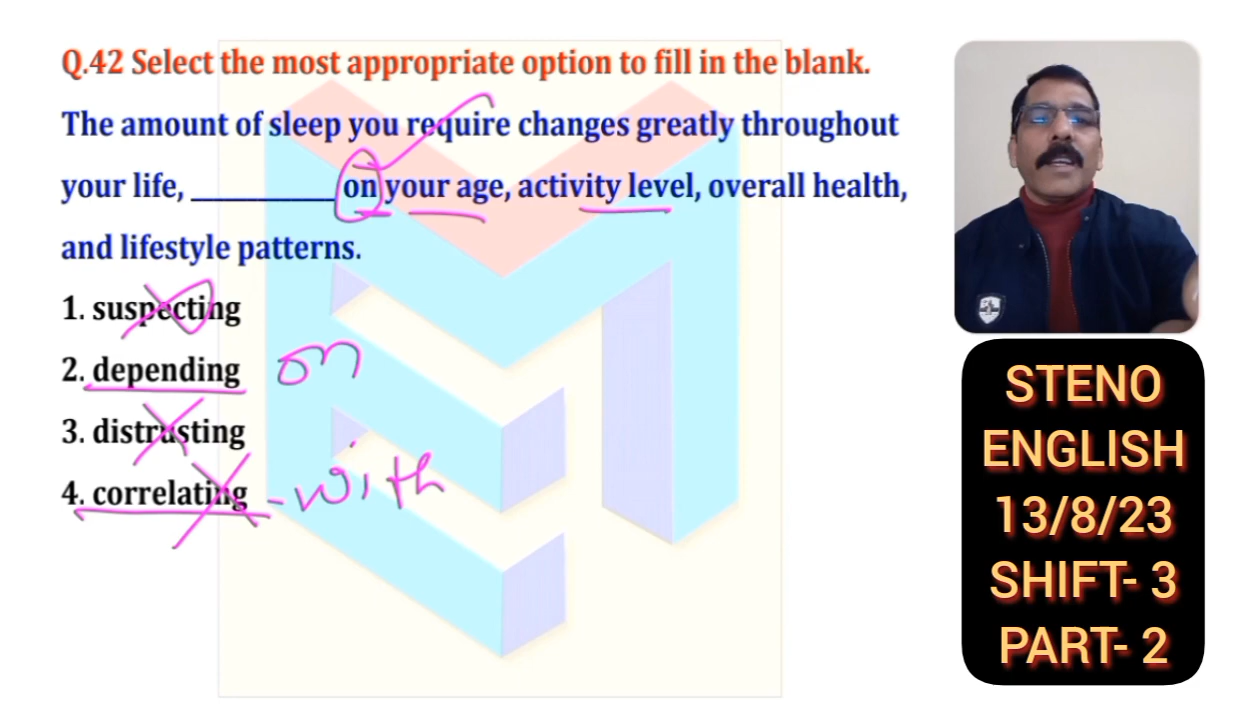 Q.42 Select the most appropriate option to fill in the blank.
The amount of sleep you require changes greatly throughout
your life, ____________ on your age, activity level, overall health,
and lifestyle patterns.
1. suspecting
2. depending on
3. distrusting
4. correlating - with
STENO
ENGLISH
13/8/23
SHIFT- 3
PART- 2